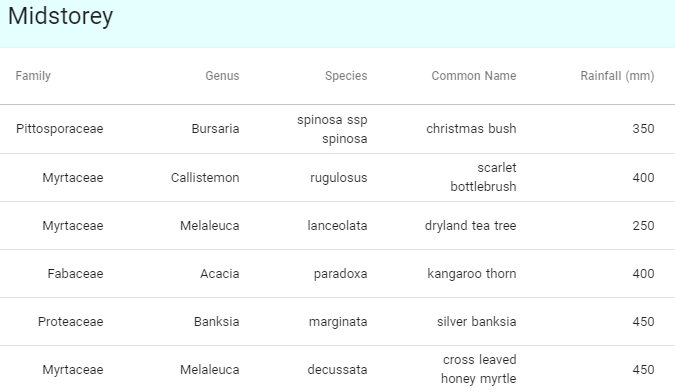 Midstorey
Family Genus Species Common Name Rainfall (mm)
Pittosporaceae Bursaria spinosa ssp spinosa christmas bush 350
Myrtaceae Callistemon rugulosus scarlet bottlebrush 400
Myrtaceae Melaleuca lanceolata dryland tea tree 250
Fabaceae Acacia paradoxa kangaroo thorn 400
Proteaceae Banksia marginata silver banksia 450
Myrtaceae Melaleuca decussata cross leaved honey myrtle 450